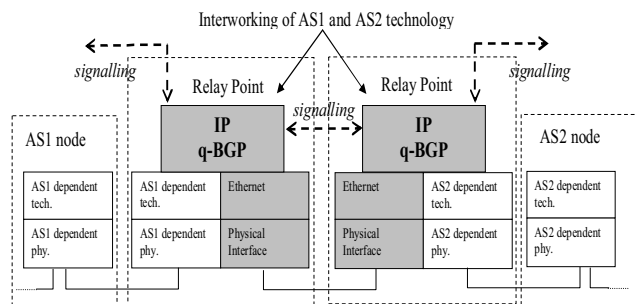 Interworking of AS1 and AS2 technology
signalling
signalling
Relay Point
Relay Point
signalling
AS1 node
IP
q-BGP
IP
q-BGP
AS2 node
AS1 dependent
tech.
AS1 dependent
tech.
Ethernet
Ethernet
AS2 dependent
tech.
AS2 dependent
tech.
AS1 dependent
phy.
AS1 dependent
phy.
Physical
Interface
Physical
Interface
AS2 dependent
phy.
AS2 dependent
phy.